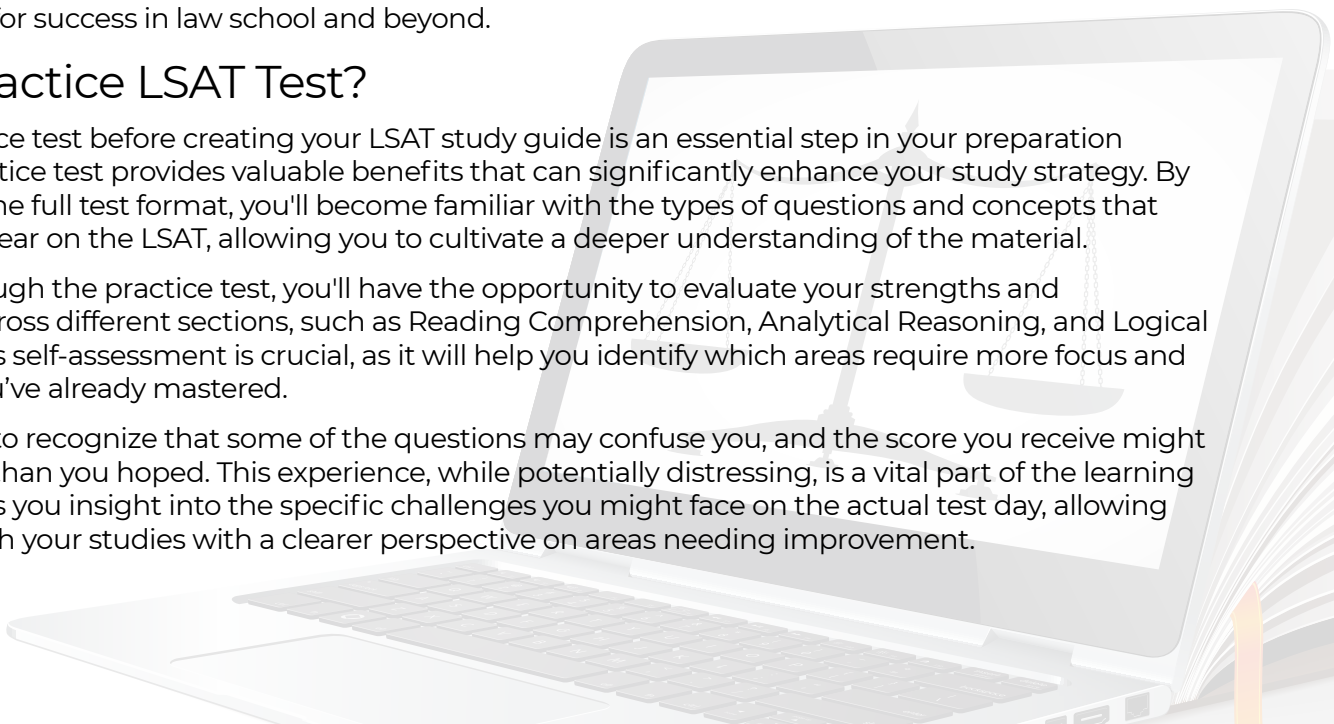 or success in law school and beyond.
actice LSAT Test?
ce test before creating your LSAT study guide is an essential step in your preparation
tice test provides valuable benefits that can significantly enhance your study strategy. By
ne full test format, you'll become familiar with the types of questions and concepts that
ear on the LSAT, allowing you to cultivate a deeper understanding of the material.
ugh the practice test, you'll have the opportunity to evaluate your strengths and
ross different sections, such as Reading Comprehension, Analytical Reasoning, and Logical
s self-assessment is crucial, as it will help you identify which areas require more focus and
u’ve already mastered.
to recognize that some of the questions may confuse you, and the score you receive might
than you hoped. This experience, while potentially distressing, is a vital part of the learning
s you insight into the specific challenges you might face on the actual test day, allowing
h your studies with a clearer perspective on areas needing improvement.